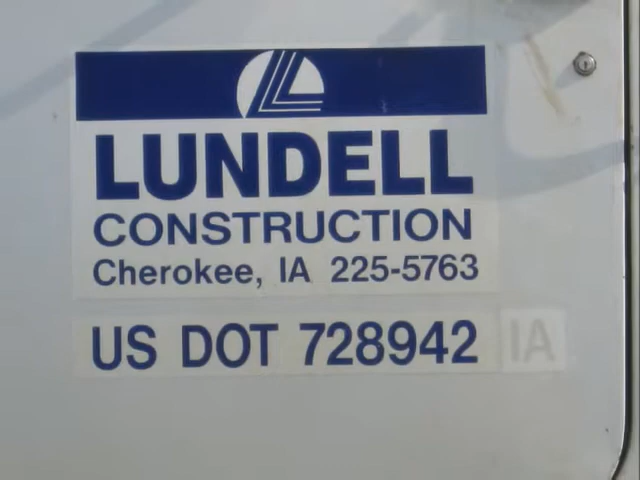 LUNDELL
CONSTRUCTION
Cherokee, IA 225-5763
US DOT 728942 IA